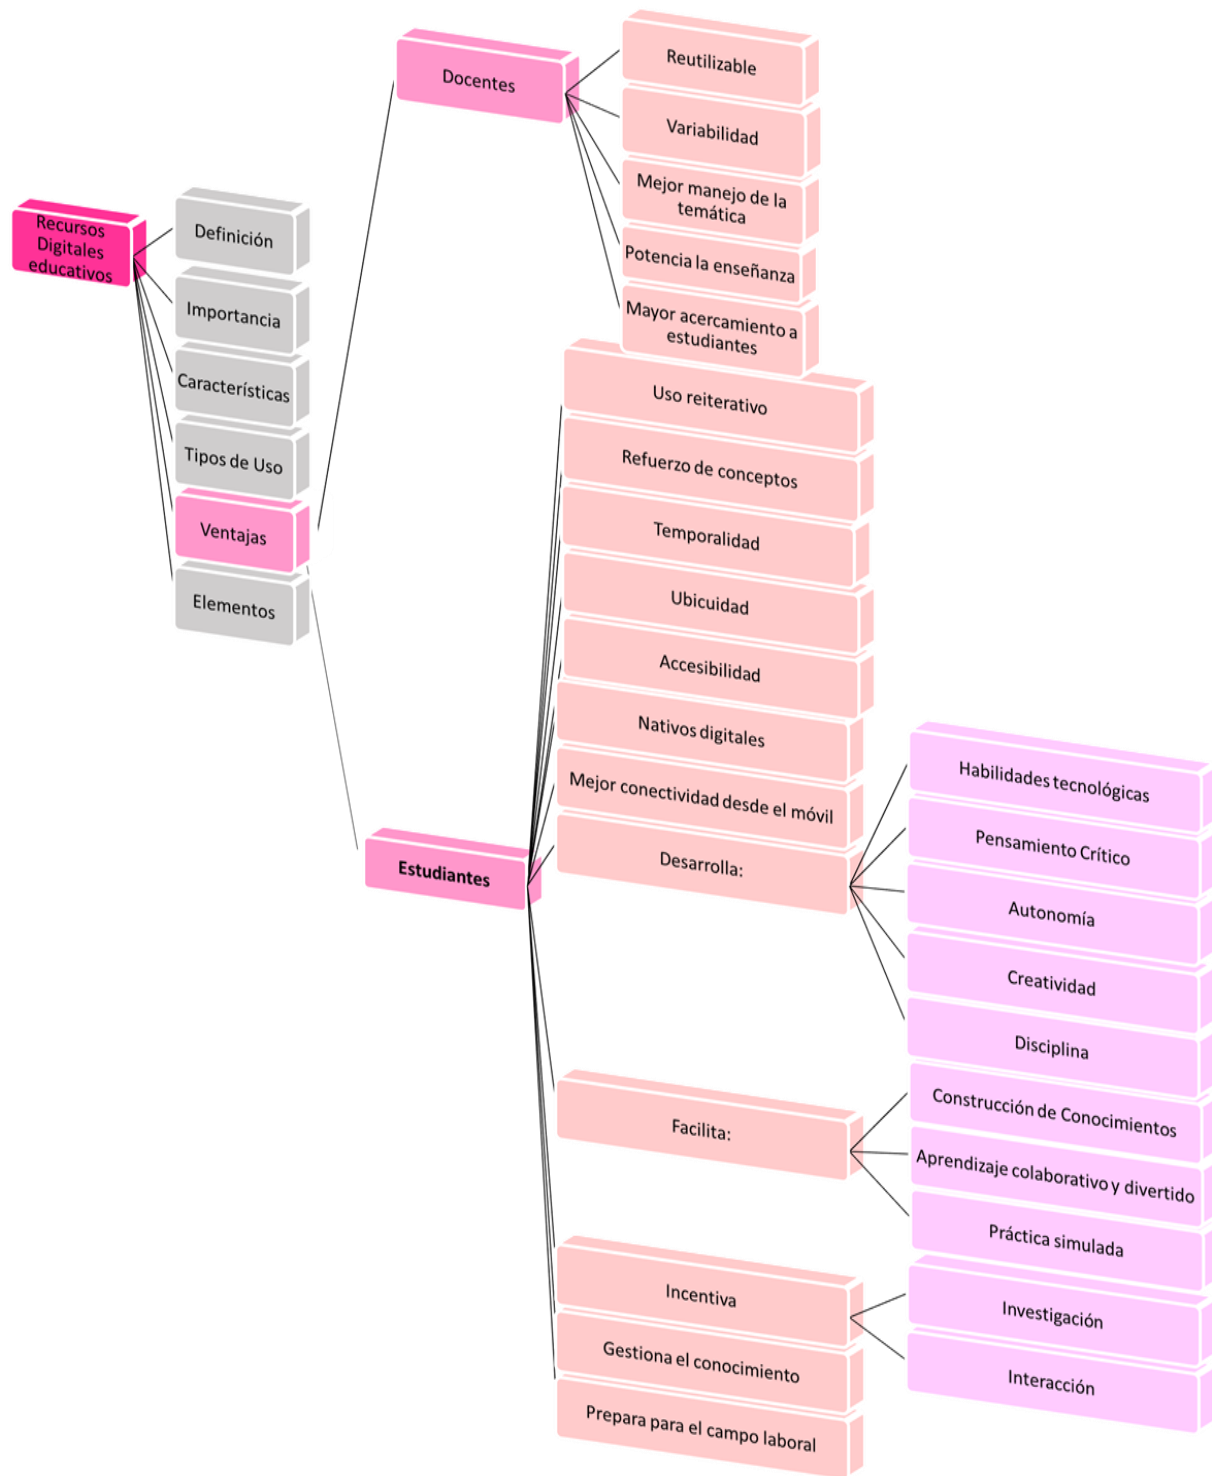 Recursos
Digitales
educativos
Definición
Importancia
Características
Tipos de Uso
Ventajas
Elementos
Docentes
Reutilizable
Variabilidad
Mejor manejo de la
temática
Potencia la enseñanza
Mayor acercamiento a
estudiantes
Estudiantes
Uso reiterativo
Refuerzo de conceptos
Temporalidad
Ubicuidad
Accesibilidad
Nativos digitales
Mejor conectividad desde el móvil
Desarrolla:
Habilidades tecnológicas
Pensamiento Crítico
Autonomía
Creatividad
Disciplina
Facilita:
Construcción de Conocimientos
Aprendizaje colaborativo y divertido
Práctica simulada
Incentiva
Investigación
Interacción
Gestiona el conocimiento
Prepara para el campo laboral